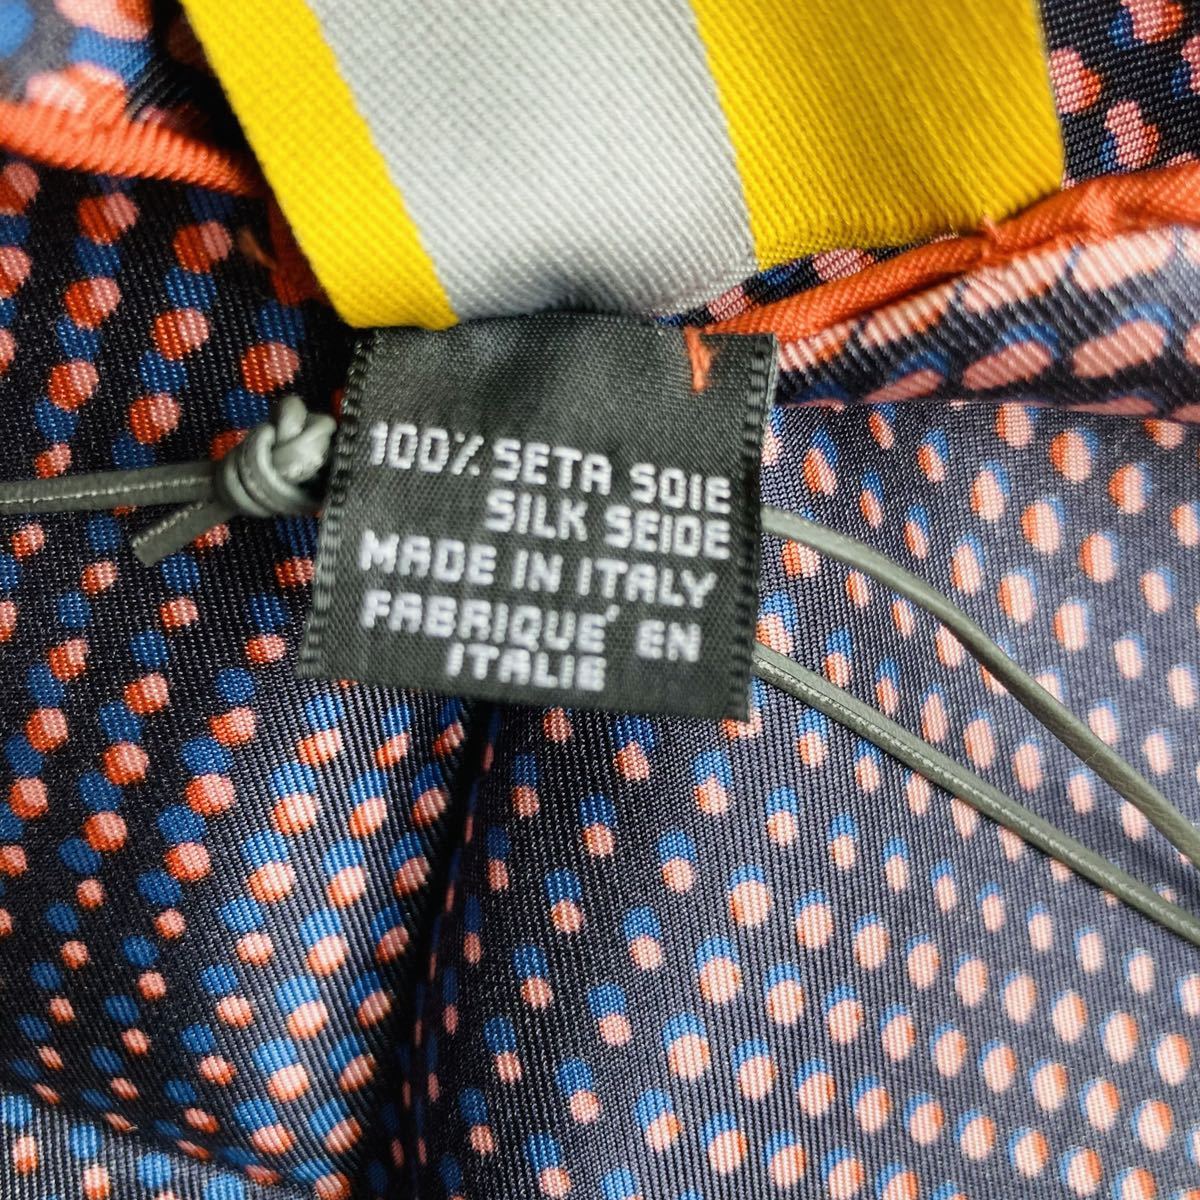 100% SETA SOIE
SILK SEIDE
MADE IN ITALY
FABRIQUE' EN
ITALIE